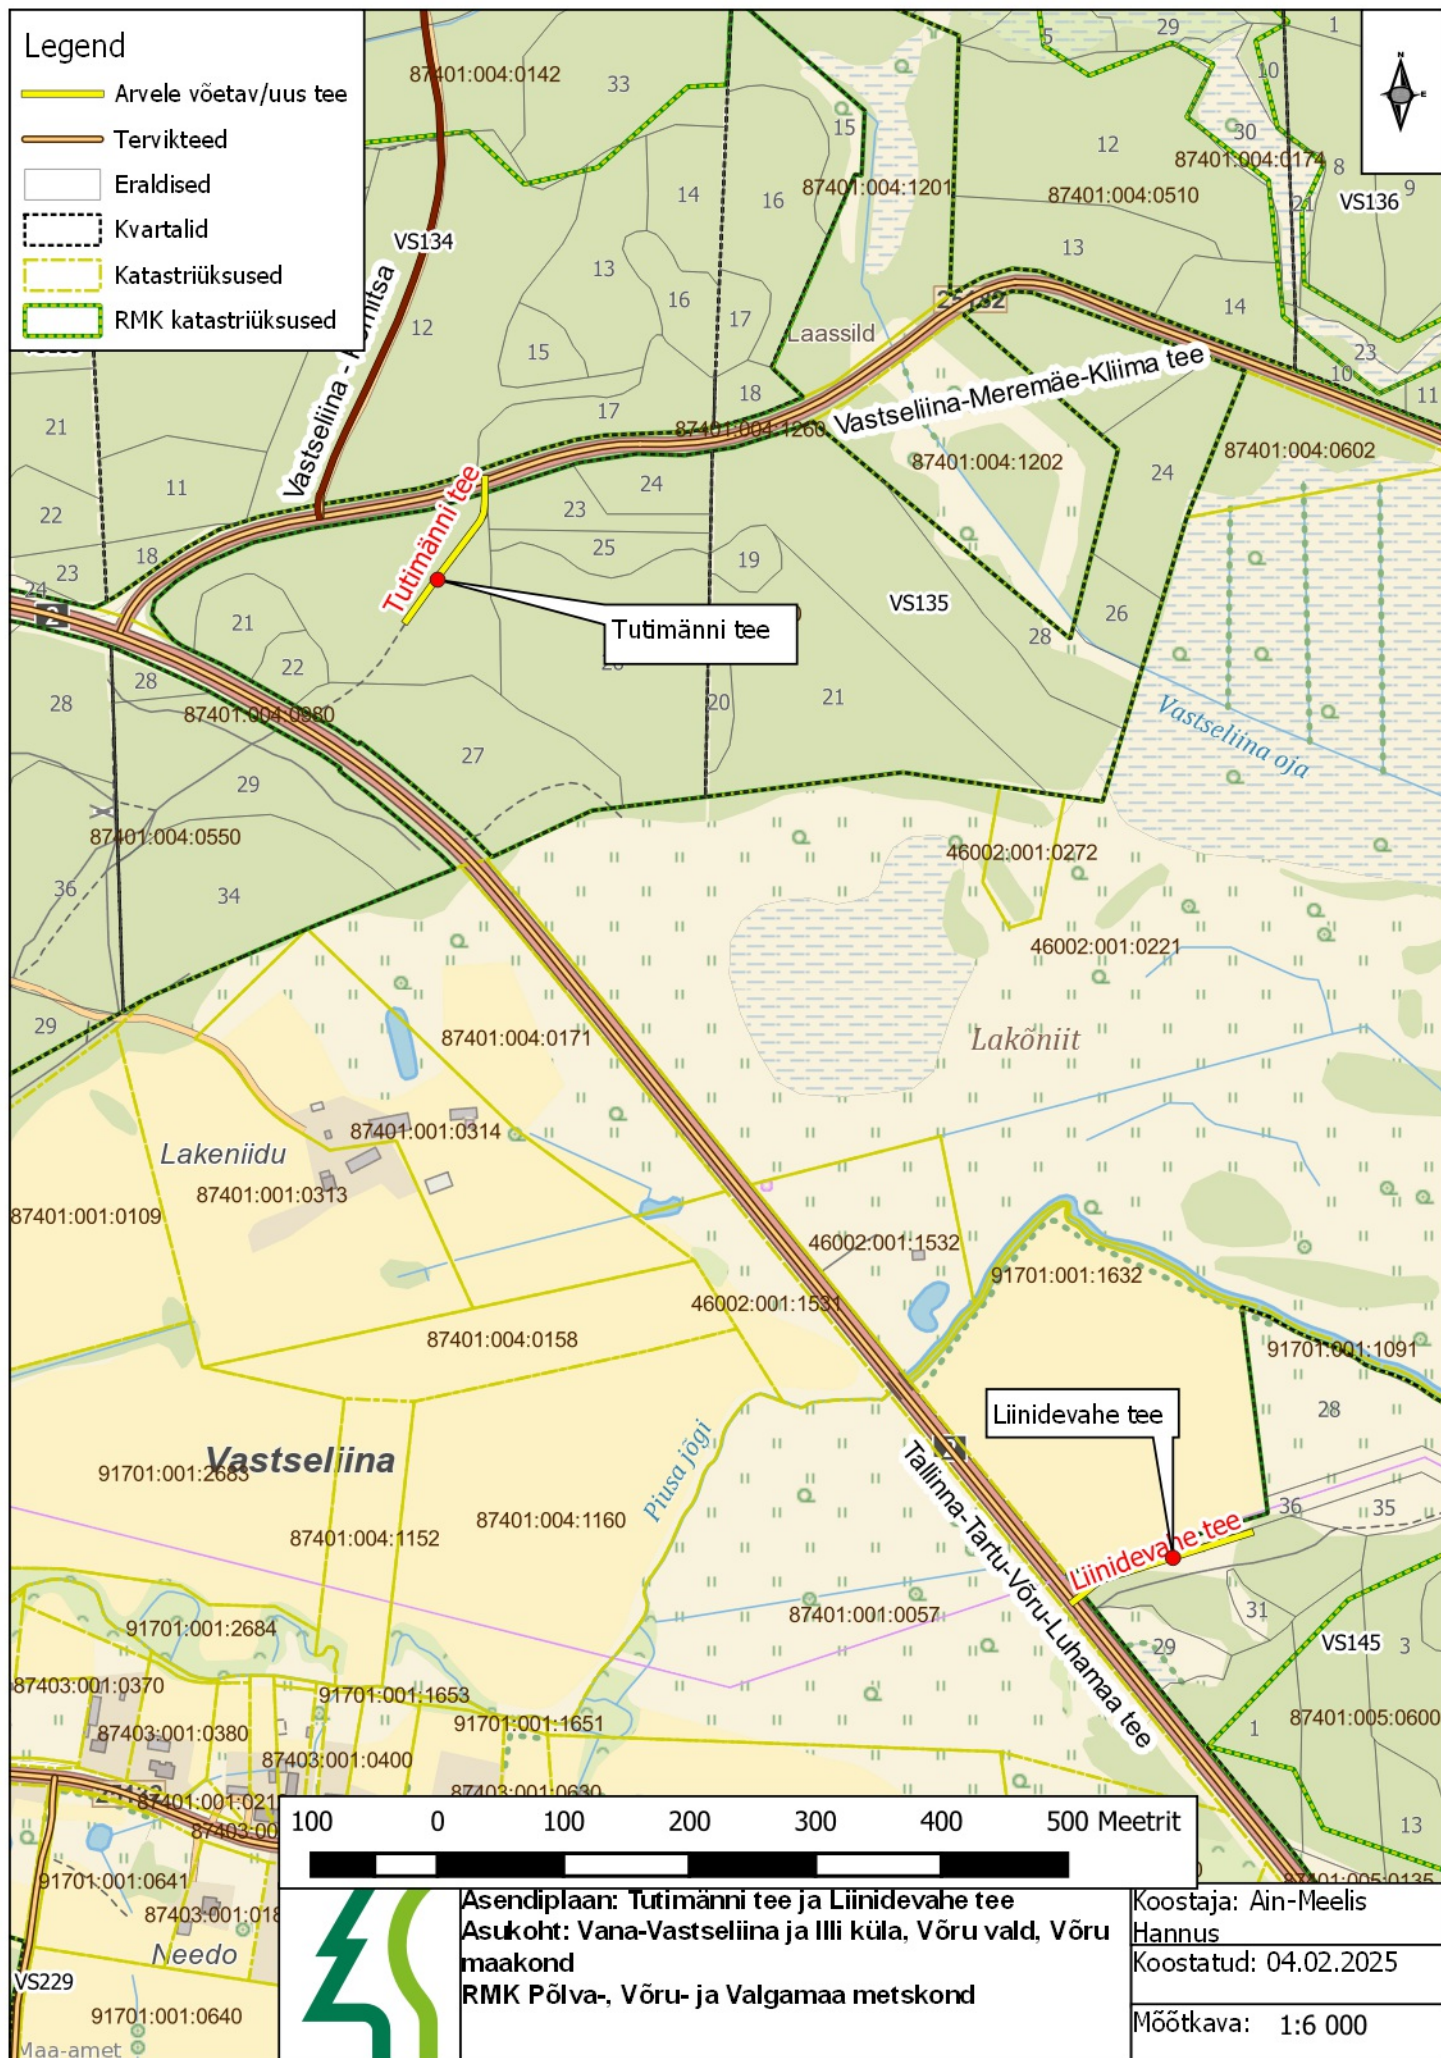 Legend
Arvele võetav/uus tee
Tervikteed
Eraldised
Kvartalid
Katastriüksused
RMK katastriüksused
N
E
87401:004:0142
33
5
29
1
10
30
15
12
87401:004:0174
8
9
87401:004:1201
87401:004:0510
21
VS136
14
16
VS134
13
13
16
17
12
15
14
Laassild
23
10
11
Vastseliina-Meremäe-Kliima tee
18
17
87401:004:1260
21
87401:004:1202
24
87401:004:0602
11
22
24
23
Tutimänni tee
25
18
23
19
24
2
VS135
26
21
28
Tutimänni tee
22
28
28
20
21
87401:004:0980
Vastseliina oja
27
29
87401:004:0550
46002:001:0272
36
34
46002:001:0221
29
87401:004:0171
Lakõniit
87401:001:0314
Lakeniidu
87401:001:0313
87401:001:0109
46002:001:1532
91701:001:1632
46002:001:1531
87401:004:0158
91701:001:1091
28
Liinidevahe tee
Vastseliina
91701:001:2683
Piusa jõgi
2
87401:004:1160
87401:004:1152
36
35
Liinidevahe tee
Tallinna-Tartu-Võru-Luhamaa tee
87401:001:0057
31
91701:001:2684
29
VS145
3
87403:001:0370
91701:001:1653
91701:001:1651
87401:005:0600
87403:001:0380
1
87403:001:0400
87403:001:0630
13
100 0 100 200 300 400 500 Meetrit
91701:001:0641
87401:005:0135
Needo
VS229
91701:001:0640
Maa-amet
Asendiplaan: Tutimänni tee ja Liinidevahe tee
Asukoht: Vana-Vastseliina ja Illi küla, Võru vald, Võru
maakond
RMK Põlva-, Võru- ja Valgamaa metskond
Koostaja: Ain-Meelis
Hannus
Koostatud: 04.02.2025
Mõõtkava: 1:6 000